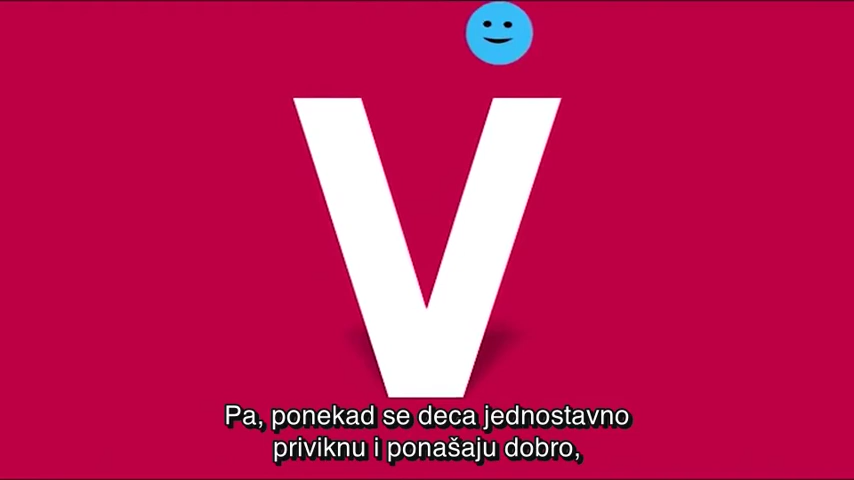 V
Pa, ponekad se deca jednostavno
priviknu i ponašaju dobro,